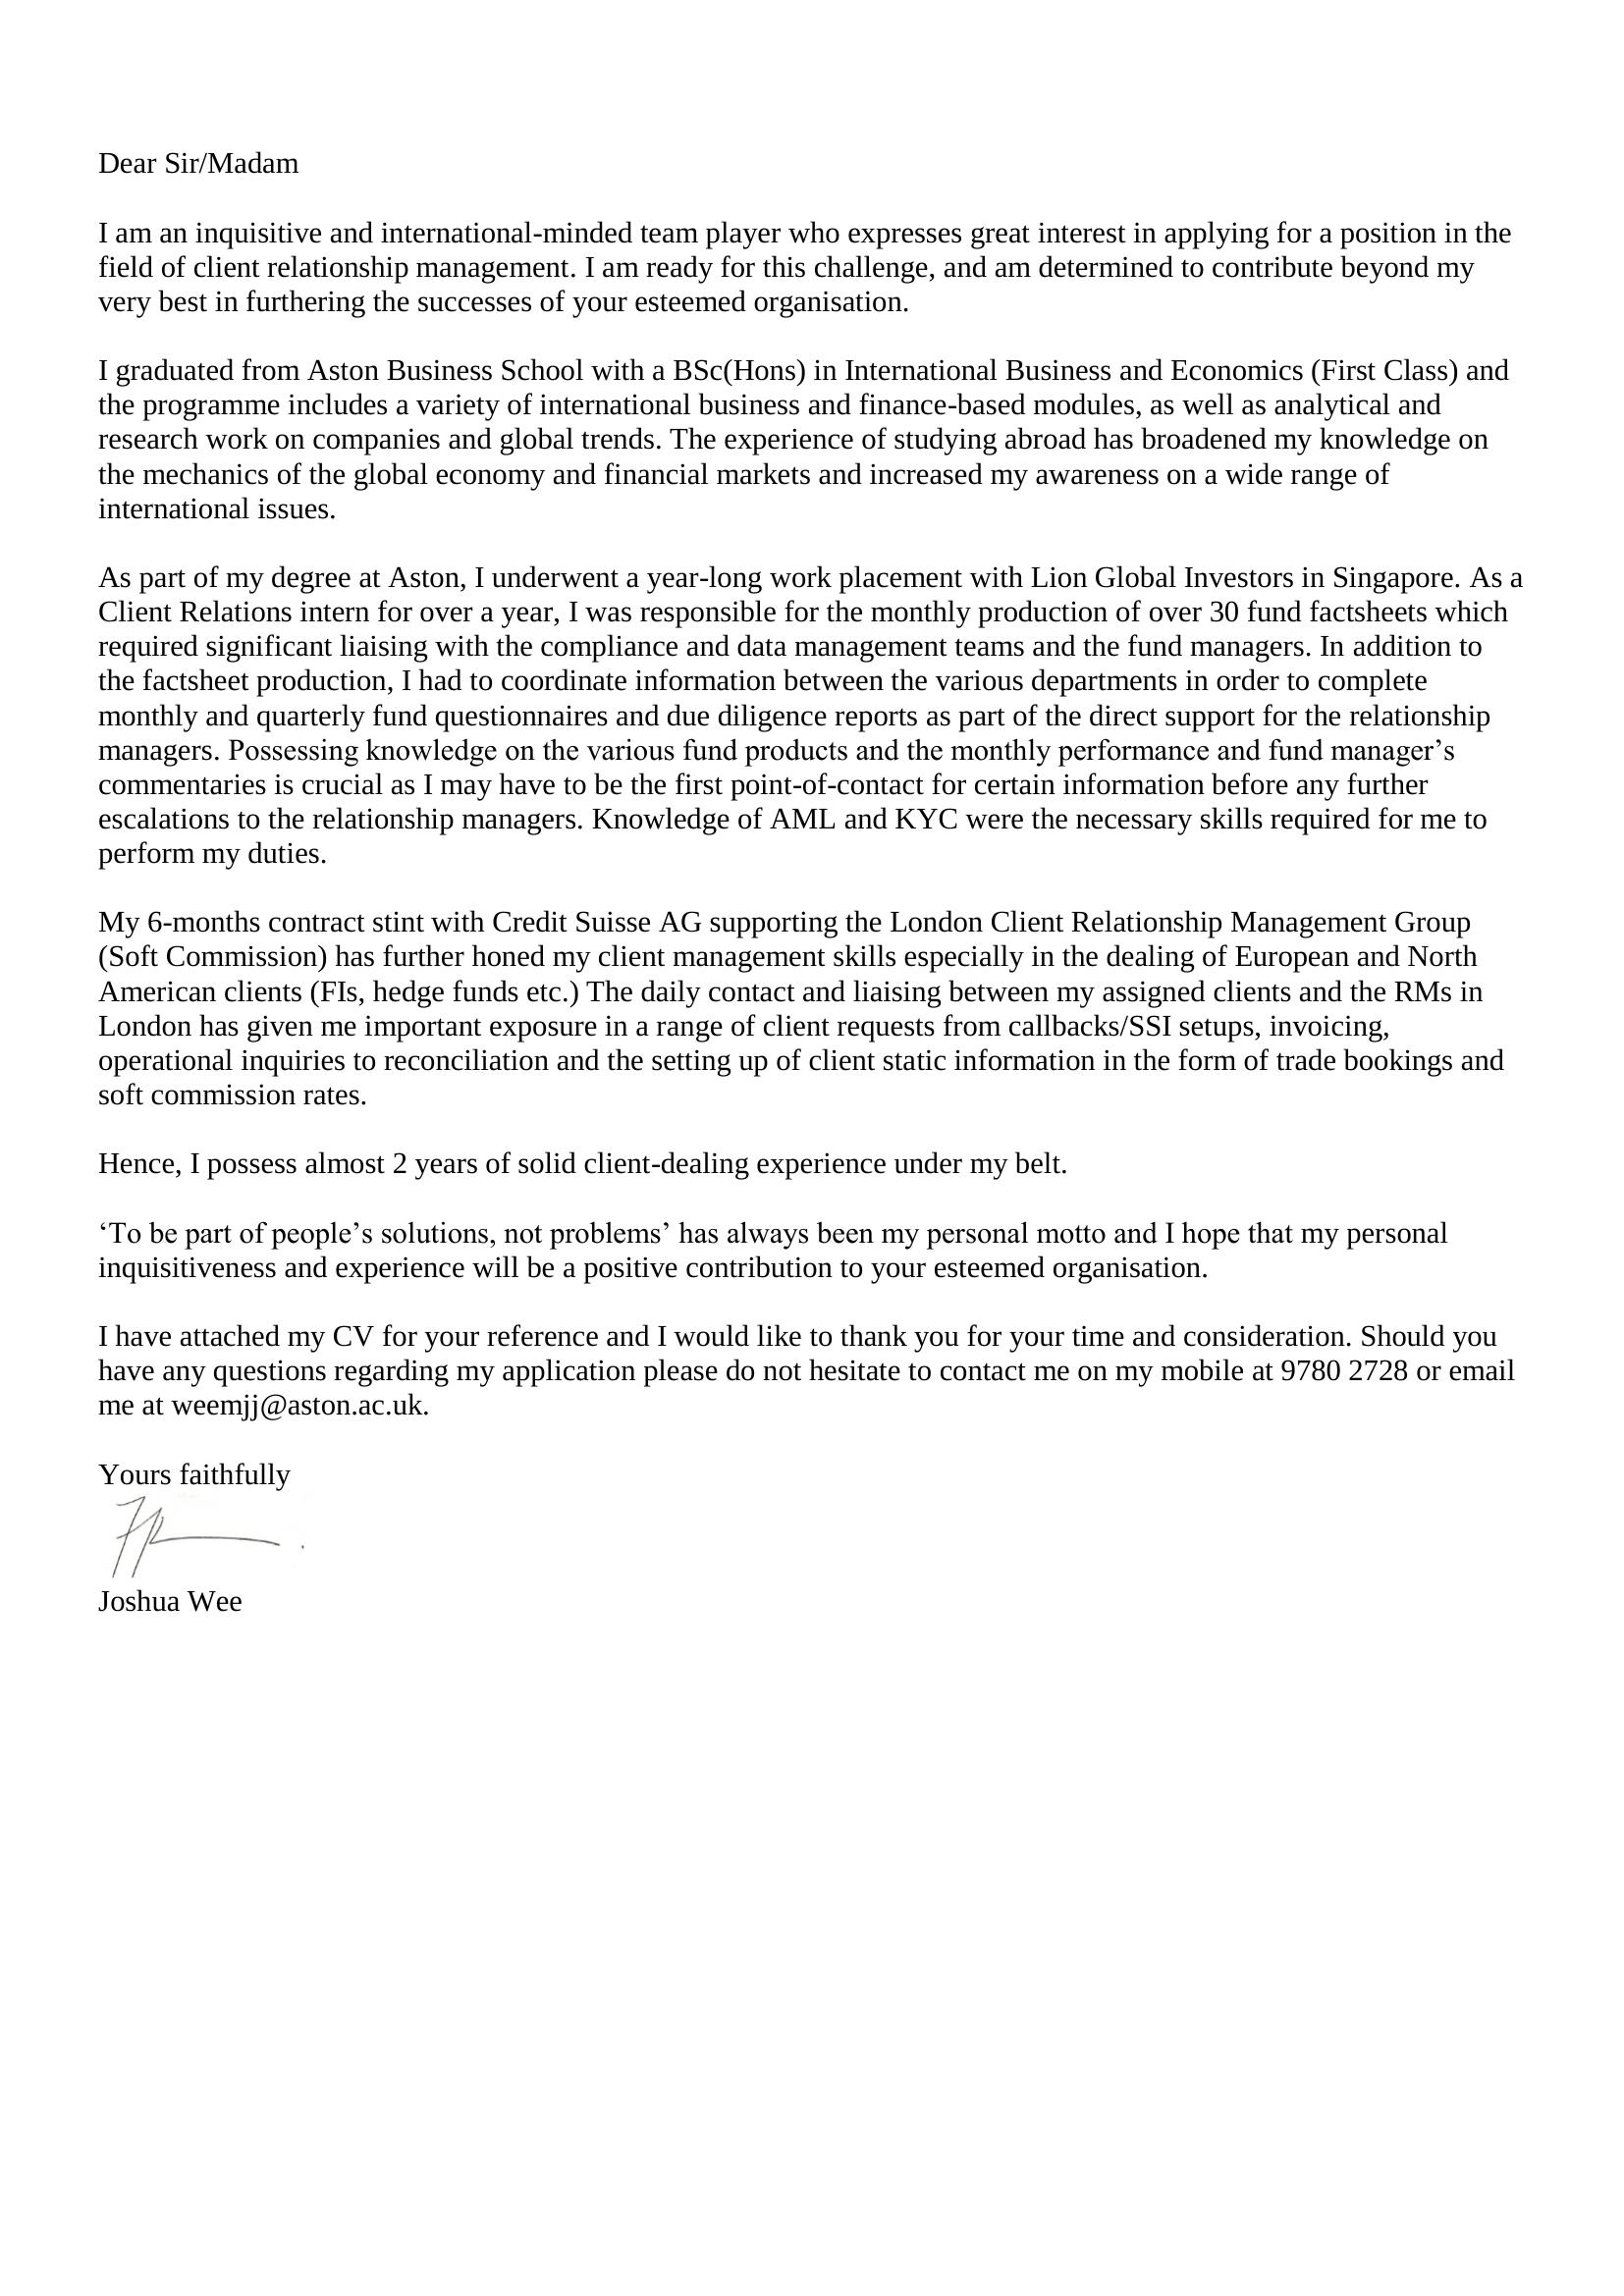 Dear Sir/Madam
I am an inquisitive and international-minded team player who expresses great interest in applying for a position in the
field of client relationship management. I am ready for this challenge, and am determined to contribute beyond my
very best in furthering the successes of your esteemed organisation.
I graduated from Aston Business School with a BSc(Hons) in International Business and Economics (First Class) and
the programme includes a variety of international business and finance-based modules, as well as analytical and
research work on companies and global trends. The experience of studying abroad has broadened my knowledge on
the mechanics of the global economy and financial markets and increased my awareness on a wide range of
international issues.
As part of my degree at Aston, I underwent a year-long work placement with Lion Global Investors in Singapore. As a
Client Relations intern for over a year, I was responsible for the monthly production of over 30 fund factsheets which
required significant liaising with the compliance and data management teams and the fund managers. In addition to
the factsheet production, I had to coordinate information between the various departments in order to complete
monthly and quarterly fund questionnaires and due diligence reports as part of the direct support for the relationship
managers. Possessing knowledge on the various fund products and the monthly performance and fund manager’s
commentaries is crucial as I may have to be the first point-of-contact for certain information before any further
escalations to the relationship managers. Knowledge of AML and KYC were the necessary skills required for me to
perform my duties.
My 6-months contract stint with Credit Suisse AG supporting the London Client Relationship Management Group
(Soft Commission) has further honed my client management skills especially in the dealing of European and North
American clients (FIs, hedge funds etc.) The daily contact and liaising between my assigned clients and the RMs in
London has given me important exposure in a range of client requests from callbacks/SSI setups, invoicing,
operational inquiries to reconciliation and the setting up of client static information in the form of trade bookings and
soft commission rates.
Hence, I possess almost 2 years of solid client-dealing experience under my belt.
‘To be part of people’s solutions, not problems’ has always been my personal motto and I hope that my personal
inquisitiveness and experience will be a positive contribution to your esteemed organisation.
I have attached my CV for your reference and I would like to thank you for your time and consideration. Should you
have any questions regarding my application please do not hesitate to contact me on my mobile at 9780 2728 or email
me at weemjj@aston.ac.uk.
Yours faithfully
Joshua Wee